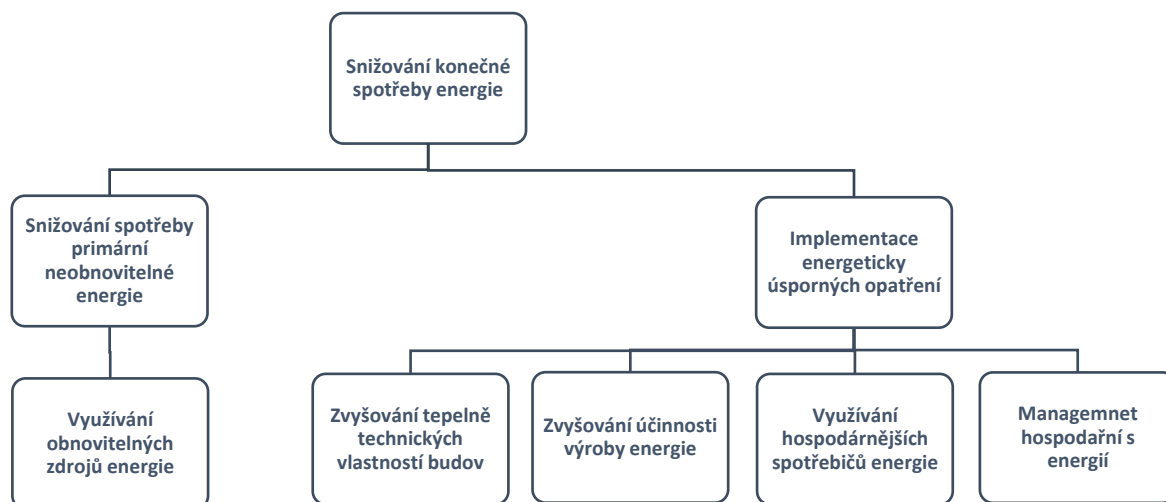 Snižování konečné
spotřeby energie
Snižování spotřeby
primární
neobnovitelné
energie
Implementace
energeticky
úsporných opatření
Využívání
obnovitelných
zdrojů energie
Zvyšování tepelně
technických
vlastností budov
Zvyšování účinnosti
výroby energie
Využívání
hospodárnějších
spotřebičů energie
Managemnet
hospodařní s
energií